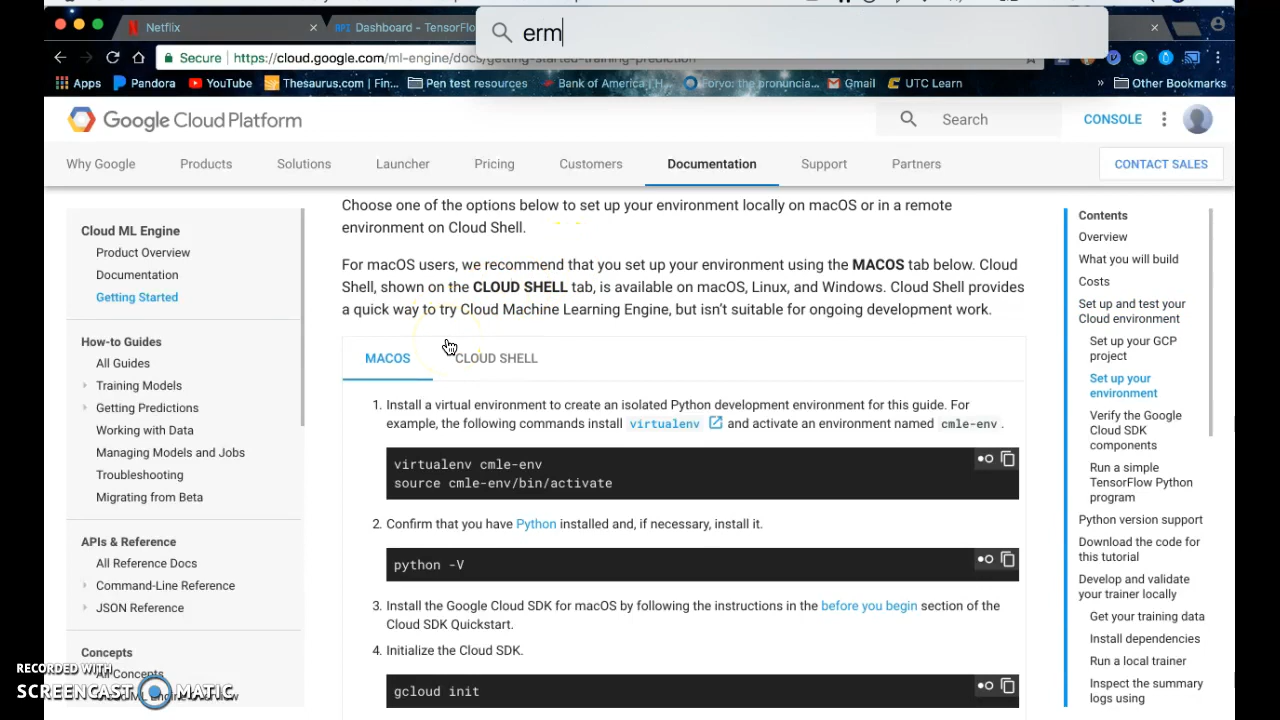 Netflix
API Dashboard - TensorFlo
erm
Secure
https://cloud.google.com/ml-engine/docs/getting-started-training-prediction
Apps
Pandora
YouTube
Thesaurus.com | Fin...
Pen test resources
Bank of America | H...
Forvo: the pronuncia...
Gmail
UTC Learn
»
Other Bookmarks
Google Cloud Platform
Search
CONSOLE
Why Google
Products
Solutions
Launcher
Pricing
Customers
Documentation
Support
Partners
CONTACT SALES
Cloud ML Engine
Product Overview
Documentation
Getting Started
How-to Guides
All Guides
Training Models
Getting Predictions
Working with Data
Managing Models and Jobs
Troubleshooting
Migrating from Beta
APIs & Reference
All Reference Docs
Command-Line Reference
JSON Reference
Concepts
All Concepts
Choose one of the options below to set up your environment locally on macOS or in a remote
environment on Cloud Shell.
For macOS users, we recommend that you set up your environment using the MACOS tab below. Cloud
Shell, shown on the CLOUD SHELL tab, is available on macOS, Linux, and Windows. Cloud Shell provides
a quick way to try Cloud Machine Learning Engine, but isn't suitable for ongoing development work.
MACOS
CLOUD SHELL
1. Install a virtual environment to create an isolated Python development environment for this guide. For
example, the following commands install virtualenv and activate an environment named cmle-env .
virtualenv cmle-env
source cmle-env/bin/activate
2. Confirm that you have Python installed and, if necessary, install it.
python -V
3. Install the Google Cloud SDK for macOS by following the instructions in the before you begin section of the
Cloud SDK Quickstart.
4. Initialize the Cloud SDK.
gcloud init
Contents
Overview
What you will build
Costs
Set up and test your
Cloud environment
Set up your GCP
project
Set up your
environment
Verify the Google
Cloud SDK
components
Run a simple
TensorFlow Python
program
Python version support
Download the code for
this tutorial
Develop and validate
your trainer locally
Get your training data
Install dependencies
Run a local trainer
Inspect the summary
logs using
RECORDED WITH
SCREENCAST MATIC